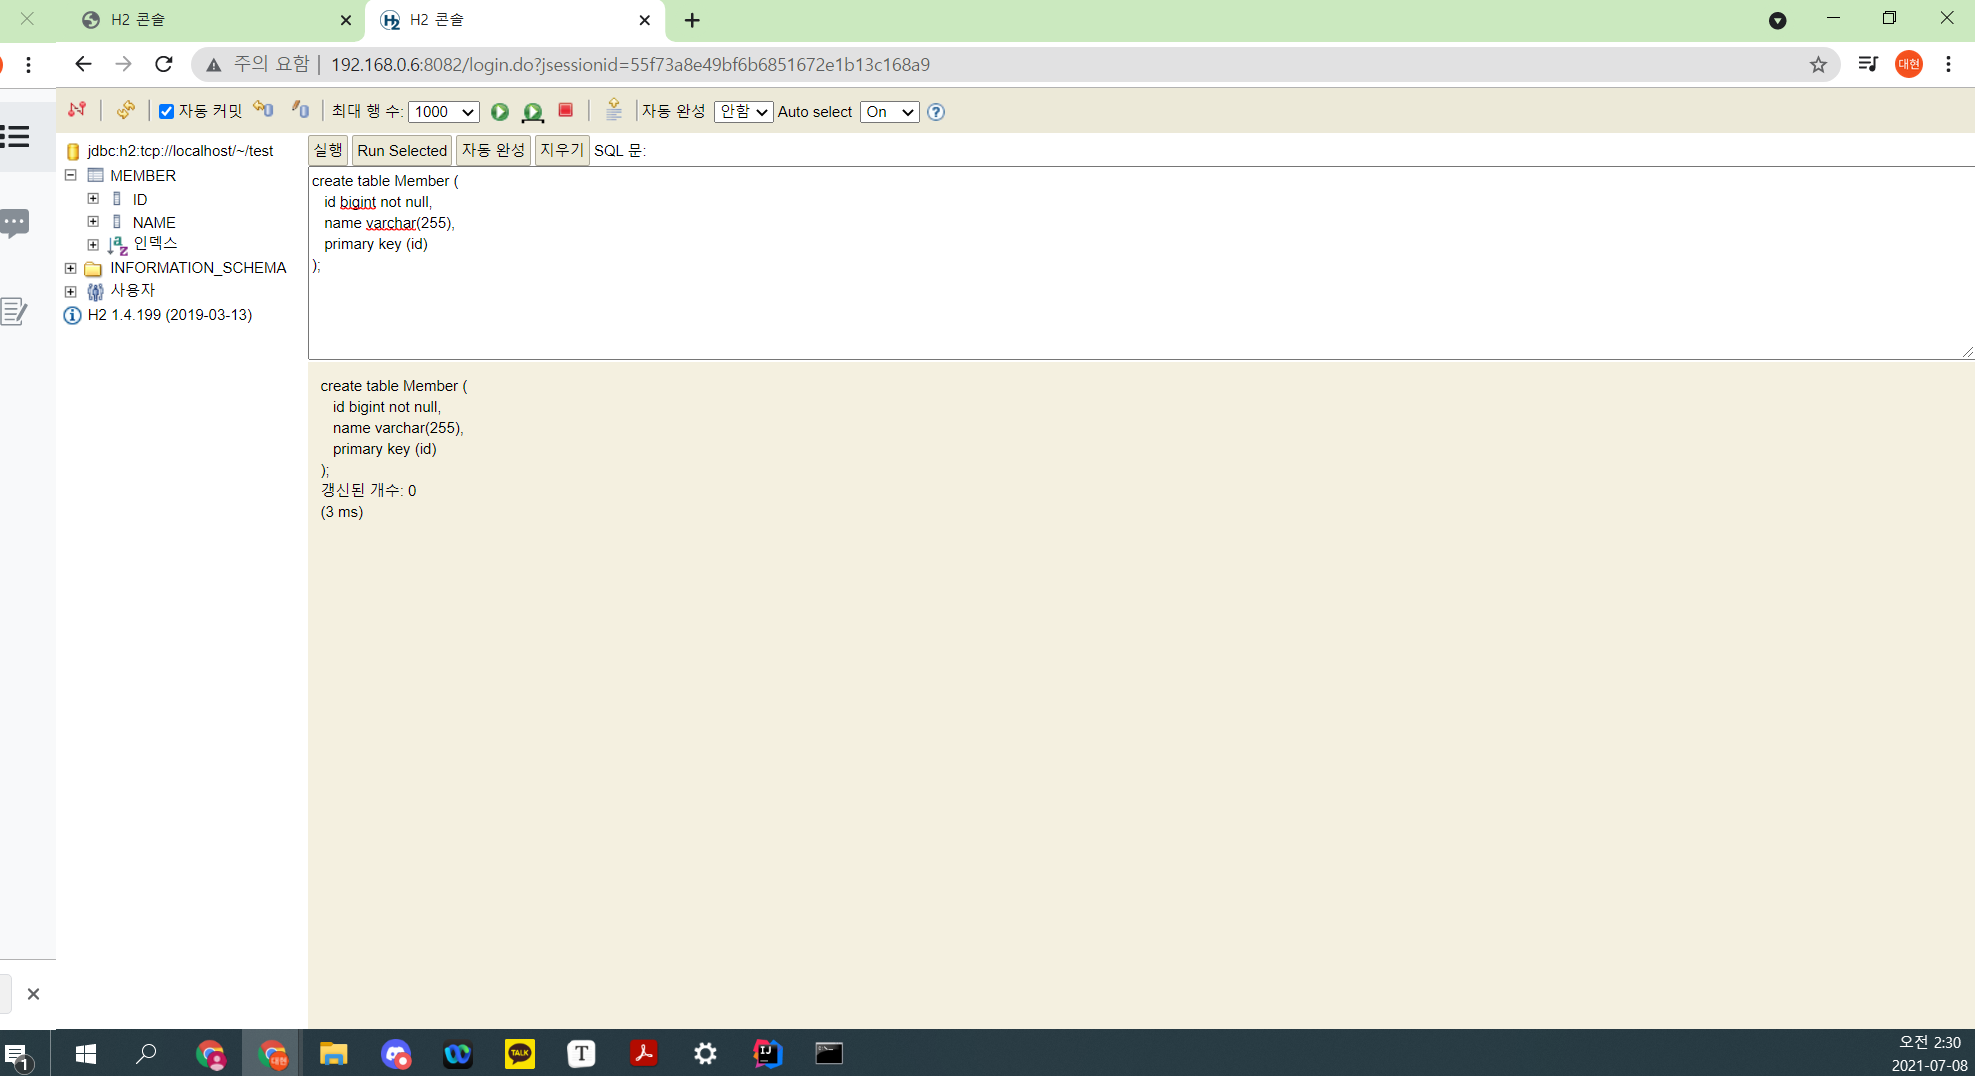 H2 콘솔
H2 콘솔
주의 요함 | 192.168.0.6:8082/login.do?jsessionid=55f73a8e49bf6b6851672e1b13c168a9
대현
자동 커밋
최대 행 수: 1000
자동 완성 안함 Auto select On
jdbc:h2:tcp://localhost/~/test
MEMBER
ID
NAME
인덱스
INFORMATION_SCHEMA
사용자
H2 1.4.199 (2019-03-13)
실행 Run Selected 자동 완성 지우기 SQL 문:
create table Member (
id bigint not null,
name varchar(255),
primary key (id)
);
create table Member (
id bigint not null,
name varchar(255),
primary key (id)
);
갱신된 개수: 0
(3 ms)
1
대현
TALK
T
IJ
오전 2:30
2021-07-08